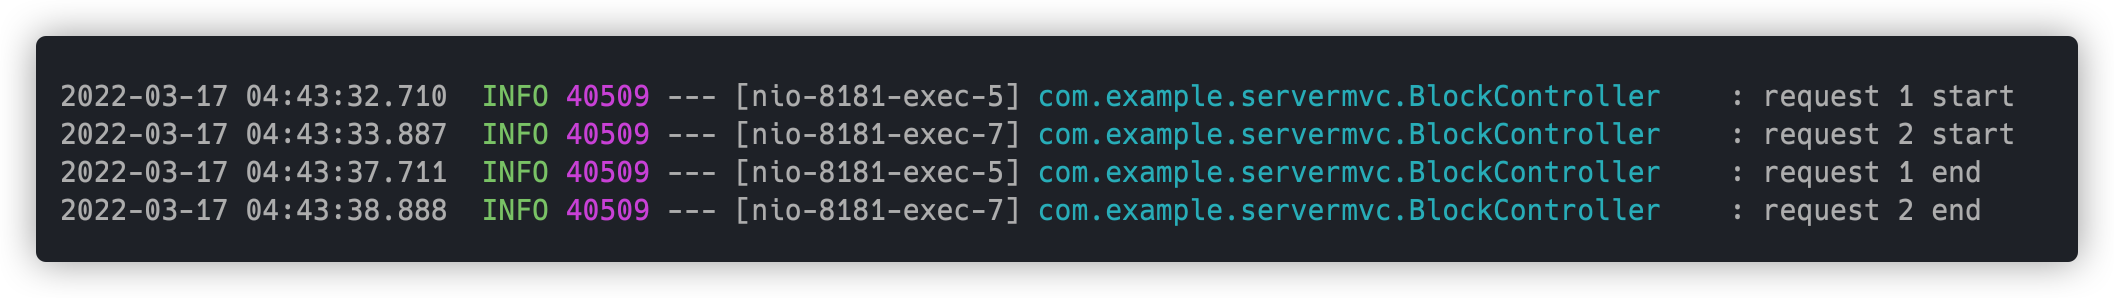 2022-03-17 04:43:32.710  INFO 40509 --- [nio-8181-exec-5] com.example.servermvc.BlockController    : request 1 start
2022-03-17 04:43:33.887  INFO 40509 --- [nio-8181-exec-7] com.example.servermvc.BlockController    : request 2 start
2022-03-17 04:43:37.711  INFO 40509 --- [nio-8181-exec-5] com.example.servermvc.BlockController    : request 1 end
2022-03-17 04:43:38.888  INFO 40509 --- [nio-8181-exec-7] com.example.servermvc.BlockController    : request 2 end